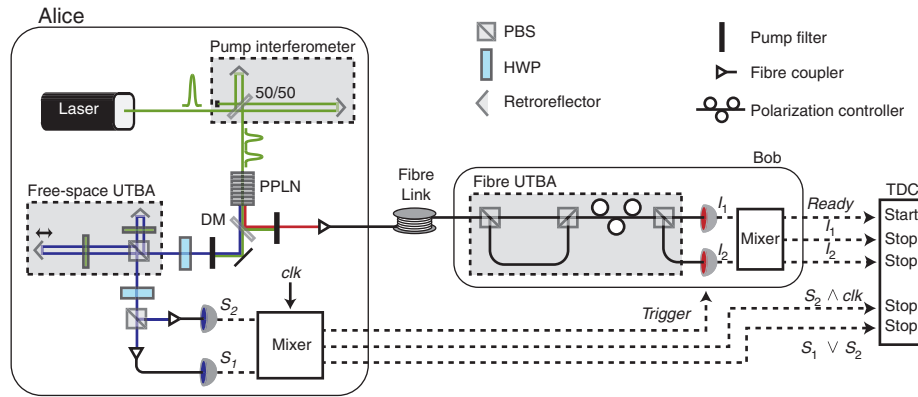 Alice
Pump interferometer
50/50
Laser
PPLN
Free-space UTBA
DM
clk
S2
Mixer
S1
PBS
HWP
Retroreflector
Pump filter
Fibre coupler
Polarization controller
Fibre
Link
Bob
Fibre UTBA
I1
I2
Mixer
Trigger
Ready
I1
I2
S2 ∧ clk
S1 ∨ S2
TDC
Start
Stop
Stop
Stop
Stop